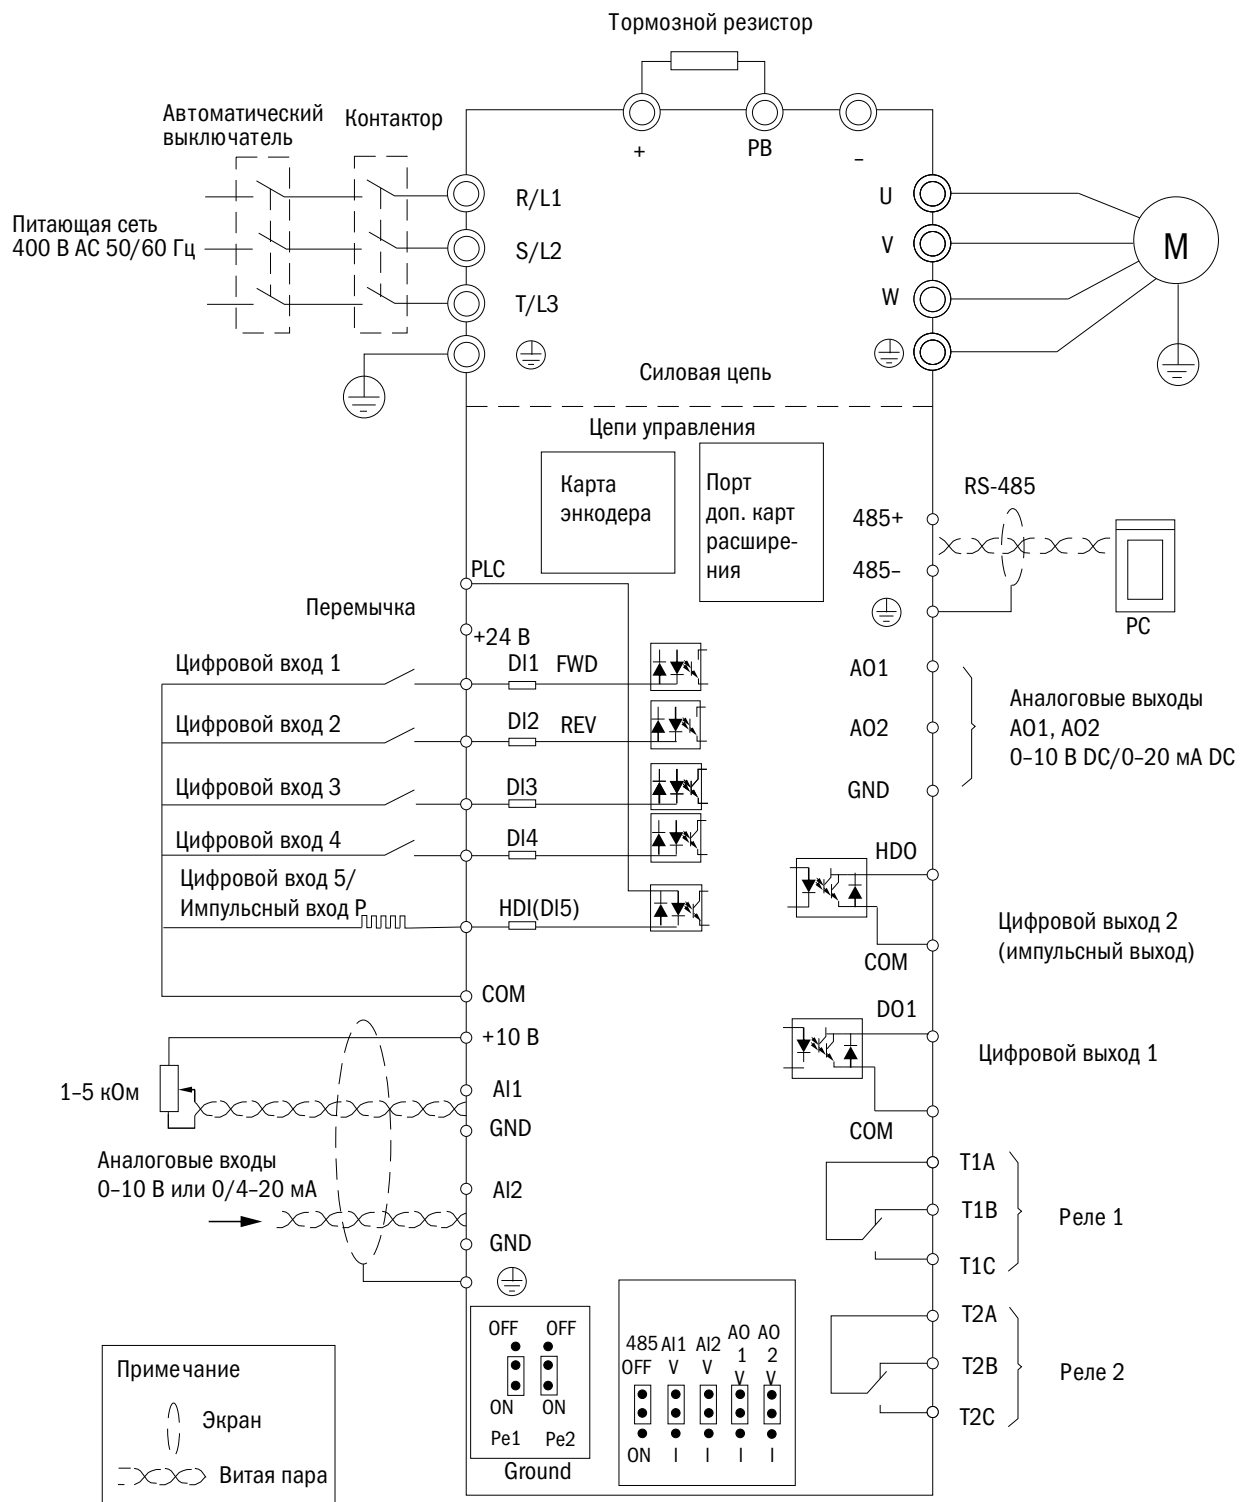 Тормозной резистор
Автоматический
выключатель
Контактор
+
PB
–
R/L1
U
Питающая сеть
400 В АС 50/60 Гц
S/L2
V
M
T/L3
W
Силовая цепь
Цепи управления
Карта
энкодера
Порт
доп. карт
расшире-
ния
RS-485
485+
485–
PC
PLC
Перемычка
+24 В
Цифровой вход 1
DI1
FWD
Цифровой вход 2
DI2
REV
Цифровой вход 3
DI3
Цифровой вход 4
DI4
Цифровой вход 5/
Импульсный вход P
HDI(DI5)
COM
AO1
AO2
GND
Аналоговые выходы
AO1, AO2
0–10 В DC/0–20 мА DC
HDO
COM
Цифровой выход 2
(импульсный выход)
DO1
COM
Цифровой выход 1
+10 В
1–5 кОм
AI1
GND
Аналоговые входы
0–10 В или 0/4–20 мА
AI2
GND
T1A
T1B
T1C
Реле 1
T2A
T2B
T2C
Реле 2
OFF OFF
ON ON
Pe1 Pe2
Ground
485 AI1 AI2 AO AO
1 2
OFF V V V V
ON I I I I
Примечание
Экран
Витая пара